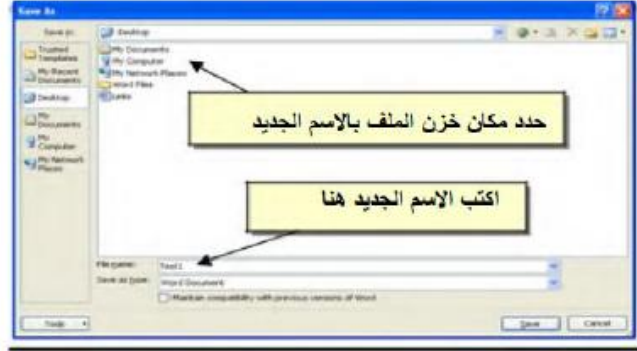 Save As
Save in:
Desktop
Trusted Templates
My Recent Documents
Desktop
My Documents
My Computer
My Network Places
My Documents
My Computer
My Network Places
Word Files
Links
حدد مكان خزن الملف بالاسم الجديد
اكتب الاسم الجديد هنا
File name:
Test1
Save as type:
Word Document
Maintain compatibility with previous versions of Word
Tools
Save
Cancel